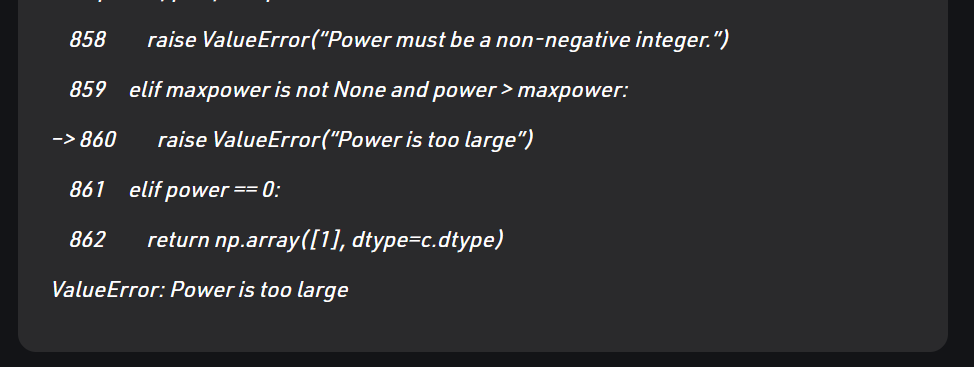 858 raise ValueError(“Power must be a non-negative integer.”)
859 elif maxpower is not None and power > maxpower:
–> 860 raise ValueError(“Power is too large”)
861 elif power == 0:
862 return np.array([1], dtype=c.dtype)
ValueError: Power is too large